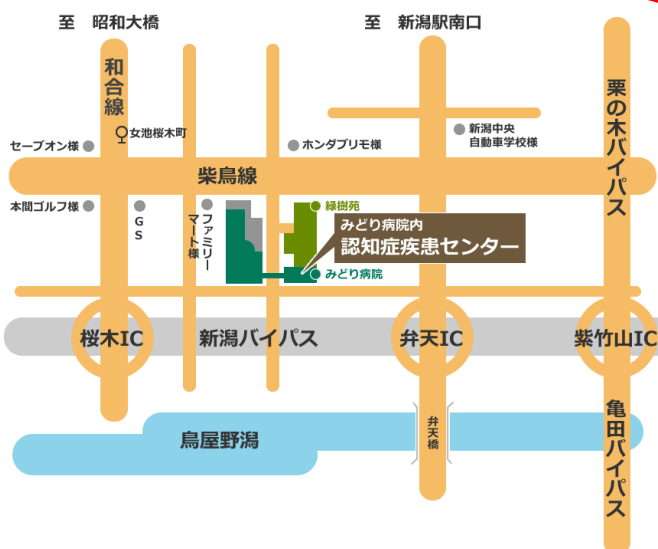 至　昭和大橋
至　新潟駅南口
和合線
栗の木バイパス
女池桜木町
新潟中央
自動車学校様
セーブオン様
ホンダプリモ様
柴鳥線
本間ゴルフ様
GS
ファミリー
マート様
緑樹苑
みどり病院内
認知症疾患センター
みどり病院
桜木IC
新潟バイパス
弁天IC
紫竹山IC
亀田バイパス
弁天橋
鳥屋野潟